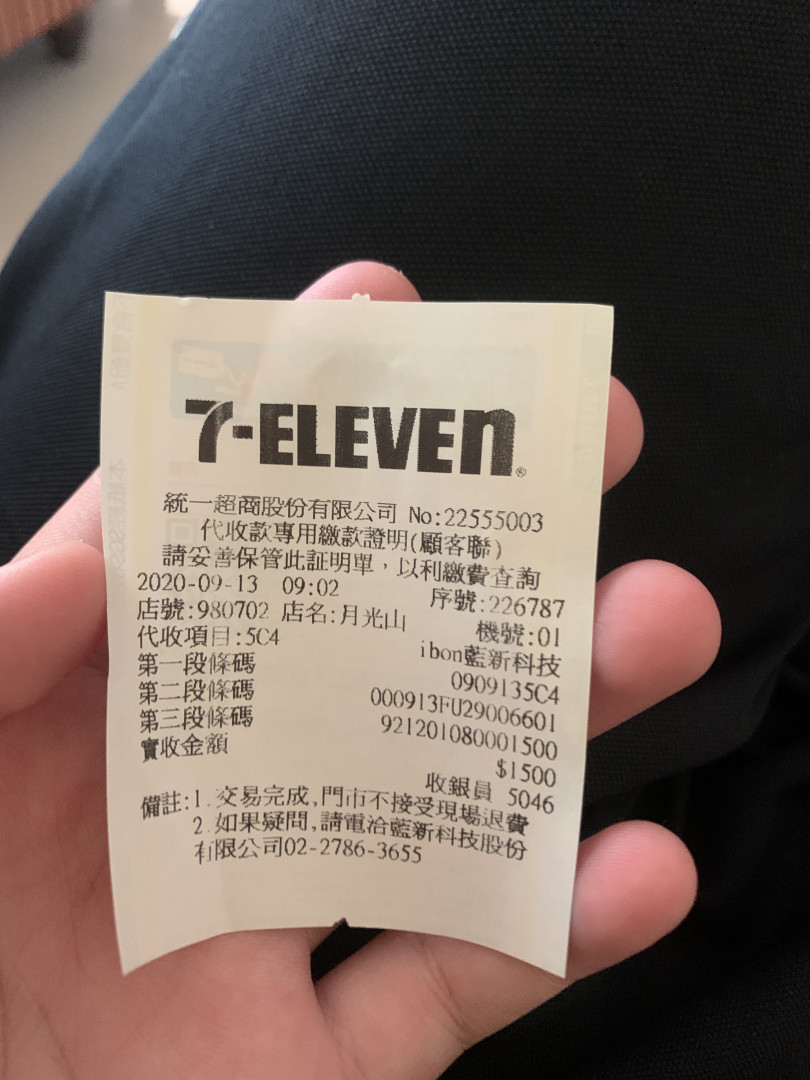 7-ELEVEN®
統一超商股份有限公司 No:22555003
代收款專用繳款證明(顧客聯)
請妥善保管此証明單，以利繳費查詢
2020-09-13 09:02 序號:226787
店號:980702 店名:月光山 機號:01
代收項目:5C4 ibon藍新科技
第一段條碼 0909135C4
第二段條碼 000913FU29006601
第三段條碼 921201080001500
實收金額 $1500
收銀員 5046
備註:1.交易完成,門市不接受現場退費
2.如果疑問,請電洽藍新科技股份
有限公司02-2786-3655